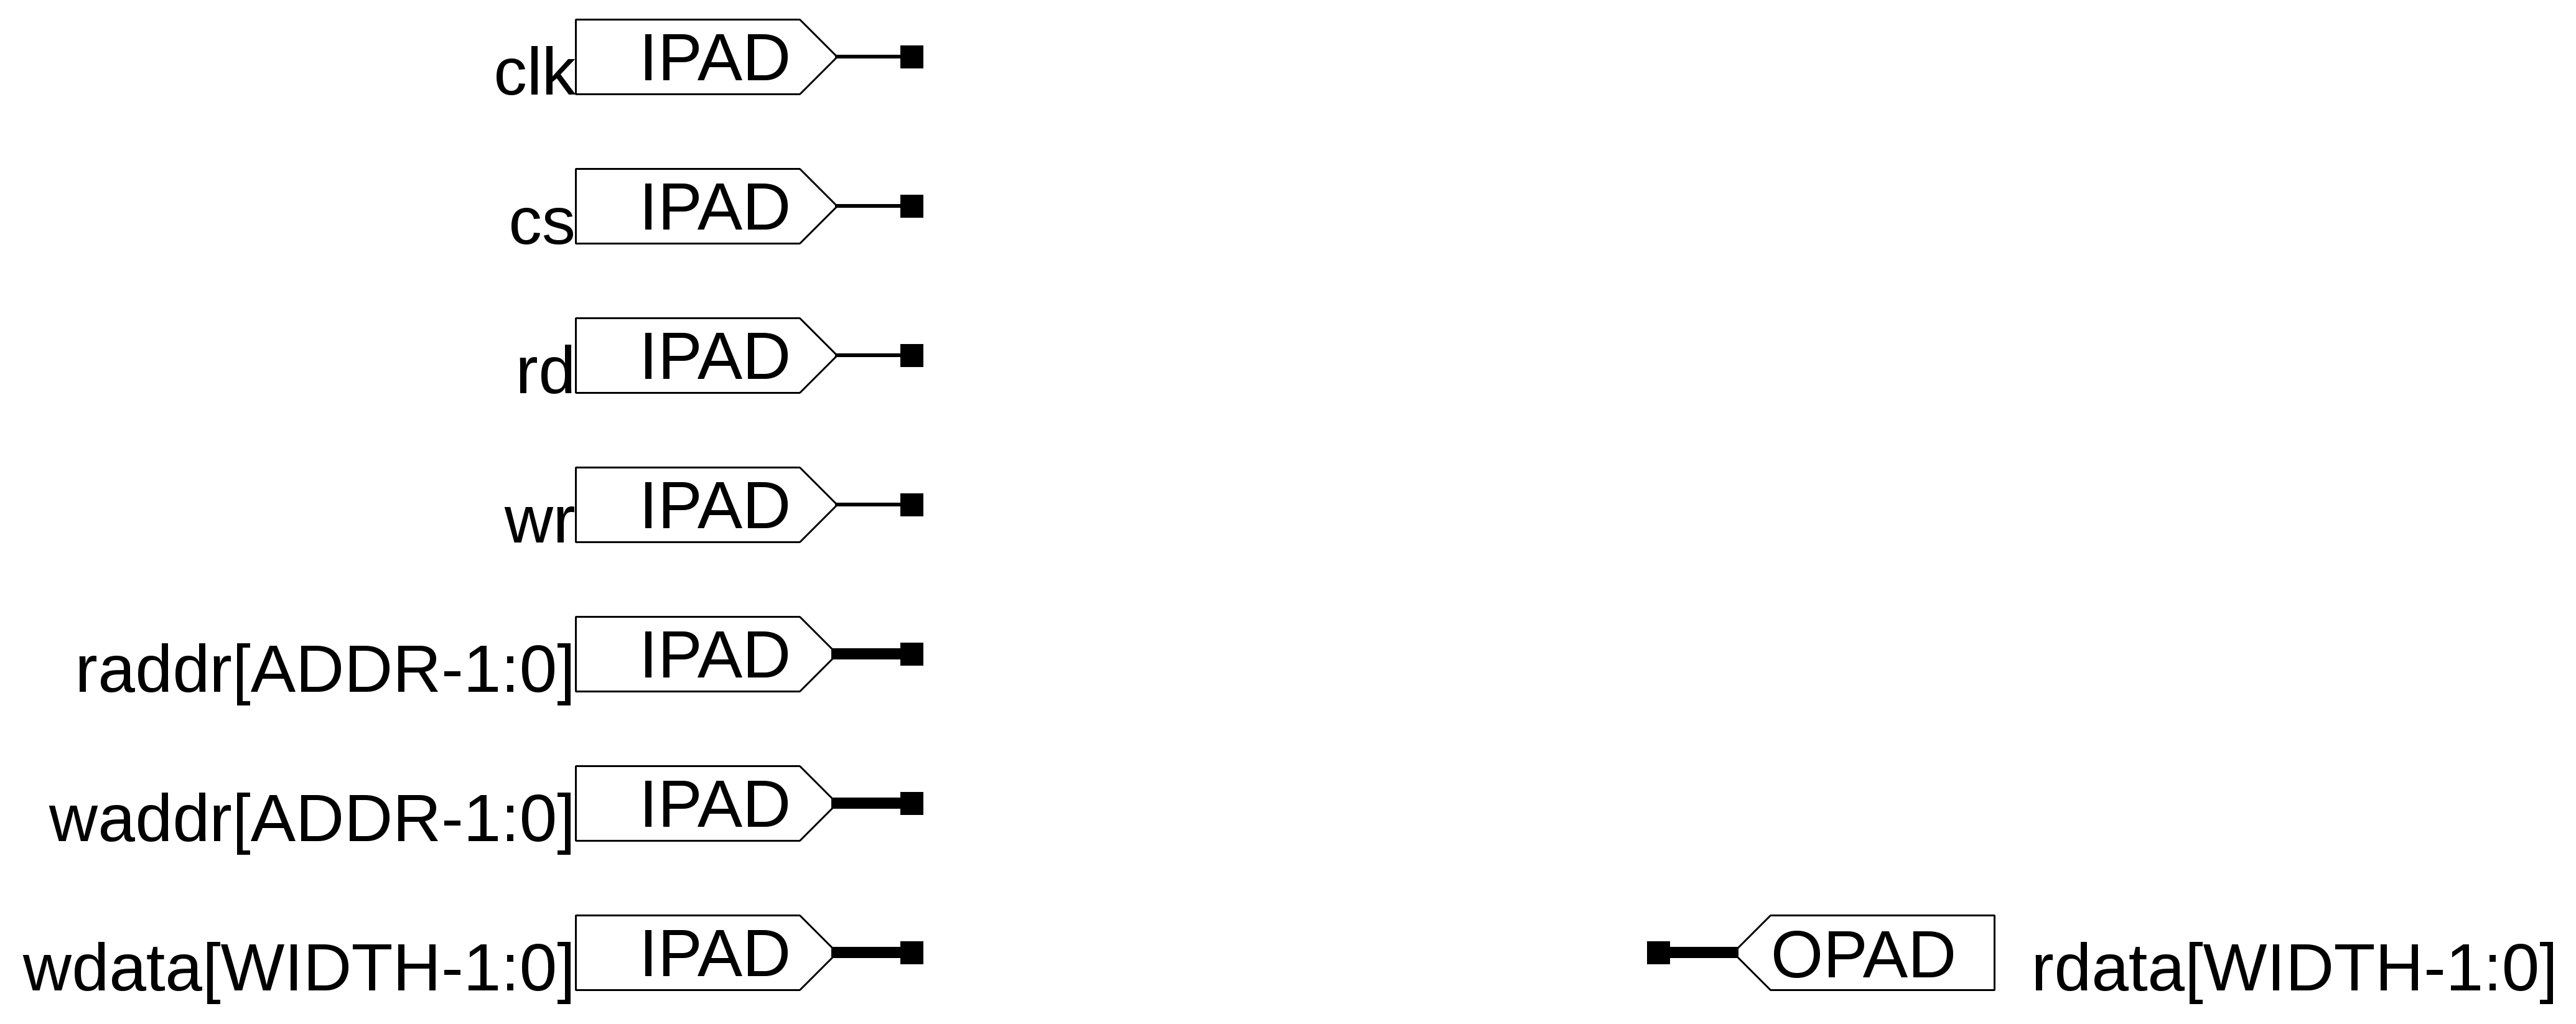 clk IPAD
cs IPAD
rd IPAD
wr IPAD
raddr[ADDR-1:0] IPAD
waddr[ADDR-1:0] IPAD
wdata[WIDTH-1:0] IPAD OPAD rdata[WIDTH-1:0]